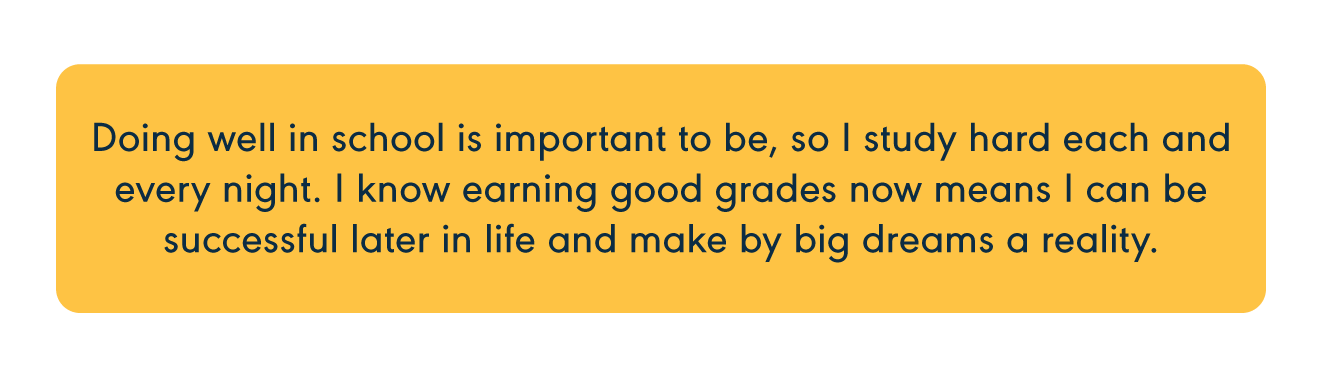 Doing well in school is important to be, so I study hard each and
every night. I know earning good grades now means I can be
successful later in life and make by big dreams a reality.